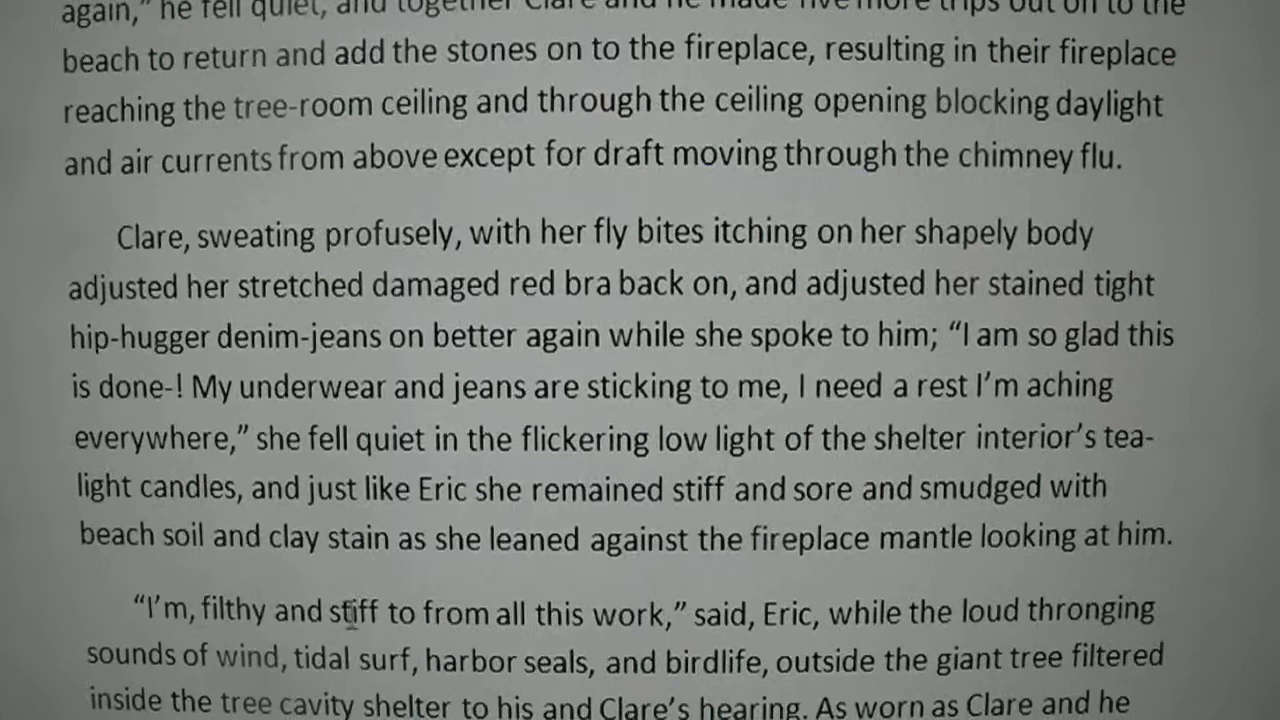 again,” he fell quiet, and together Clare and he made five more trips out on to the
beach to return and add the stones on to the fireplace, resulting in their fireplace
reaching the tree-room ceiling and through the ceiling opening blocking daylight
and air currents from above except for draft moving through the chimney flu.
Clare, sweating profusely, with her fly bites itching on her shapely body
adjusted her stretched damaged red bra back on, and adjusted her stained tight
hip-hugger denim-jeans on better again while she spoke to him; “I am so glad this
is done-! My underwear and jeans are sticking to me, I need a rest I’m aching
everywhere,” she fell quiet in the flickering low light of the shelter interior’s tea-
light candles, and just like Eric she remained stiff and sore and smudged with
beach soil and clay stain as she leaned against the fireplace mantle looking at him.
“I’m, filthy and stiff to from all this work,” said, Eric, while the loud thronging
sounds of wind, tidal surf, harbor seals, and birdlife, outside the giant tree filtered
inside the tree cavity shelter to his and Clare’s hearing. As worn as Clare and he